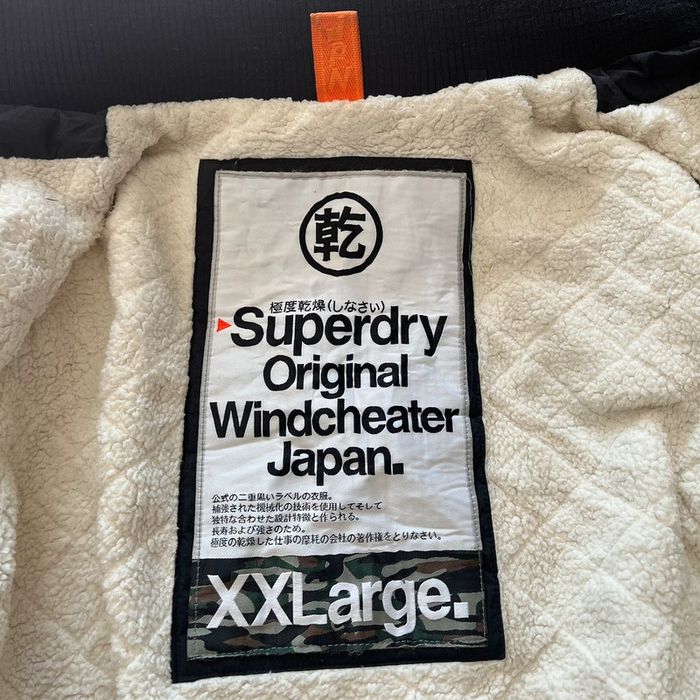 乾
極度乾燥(しなさい)
Superdry
Original
Windcheater
Japan.
公式の二重黒いラベルの衣服。
補強された機械化の技術を使用してそして
独特な合わせた設計特徴と作られる。
長寿および強さのため。
極度の乾燥した仕事の摩耗の会社の著作権をとりなさい。
XXLarge.